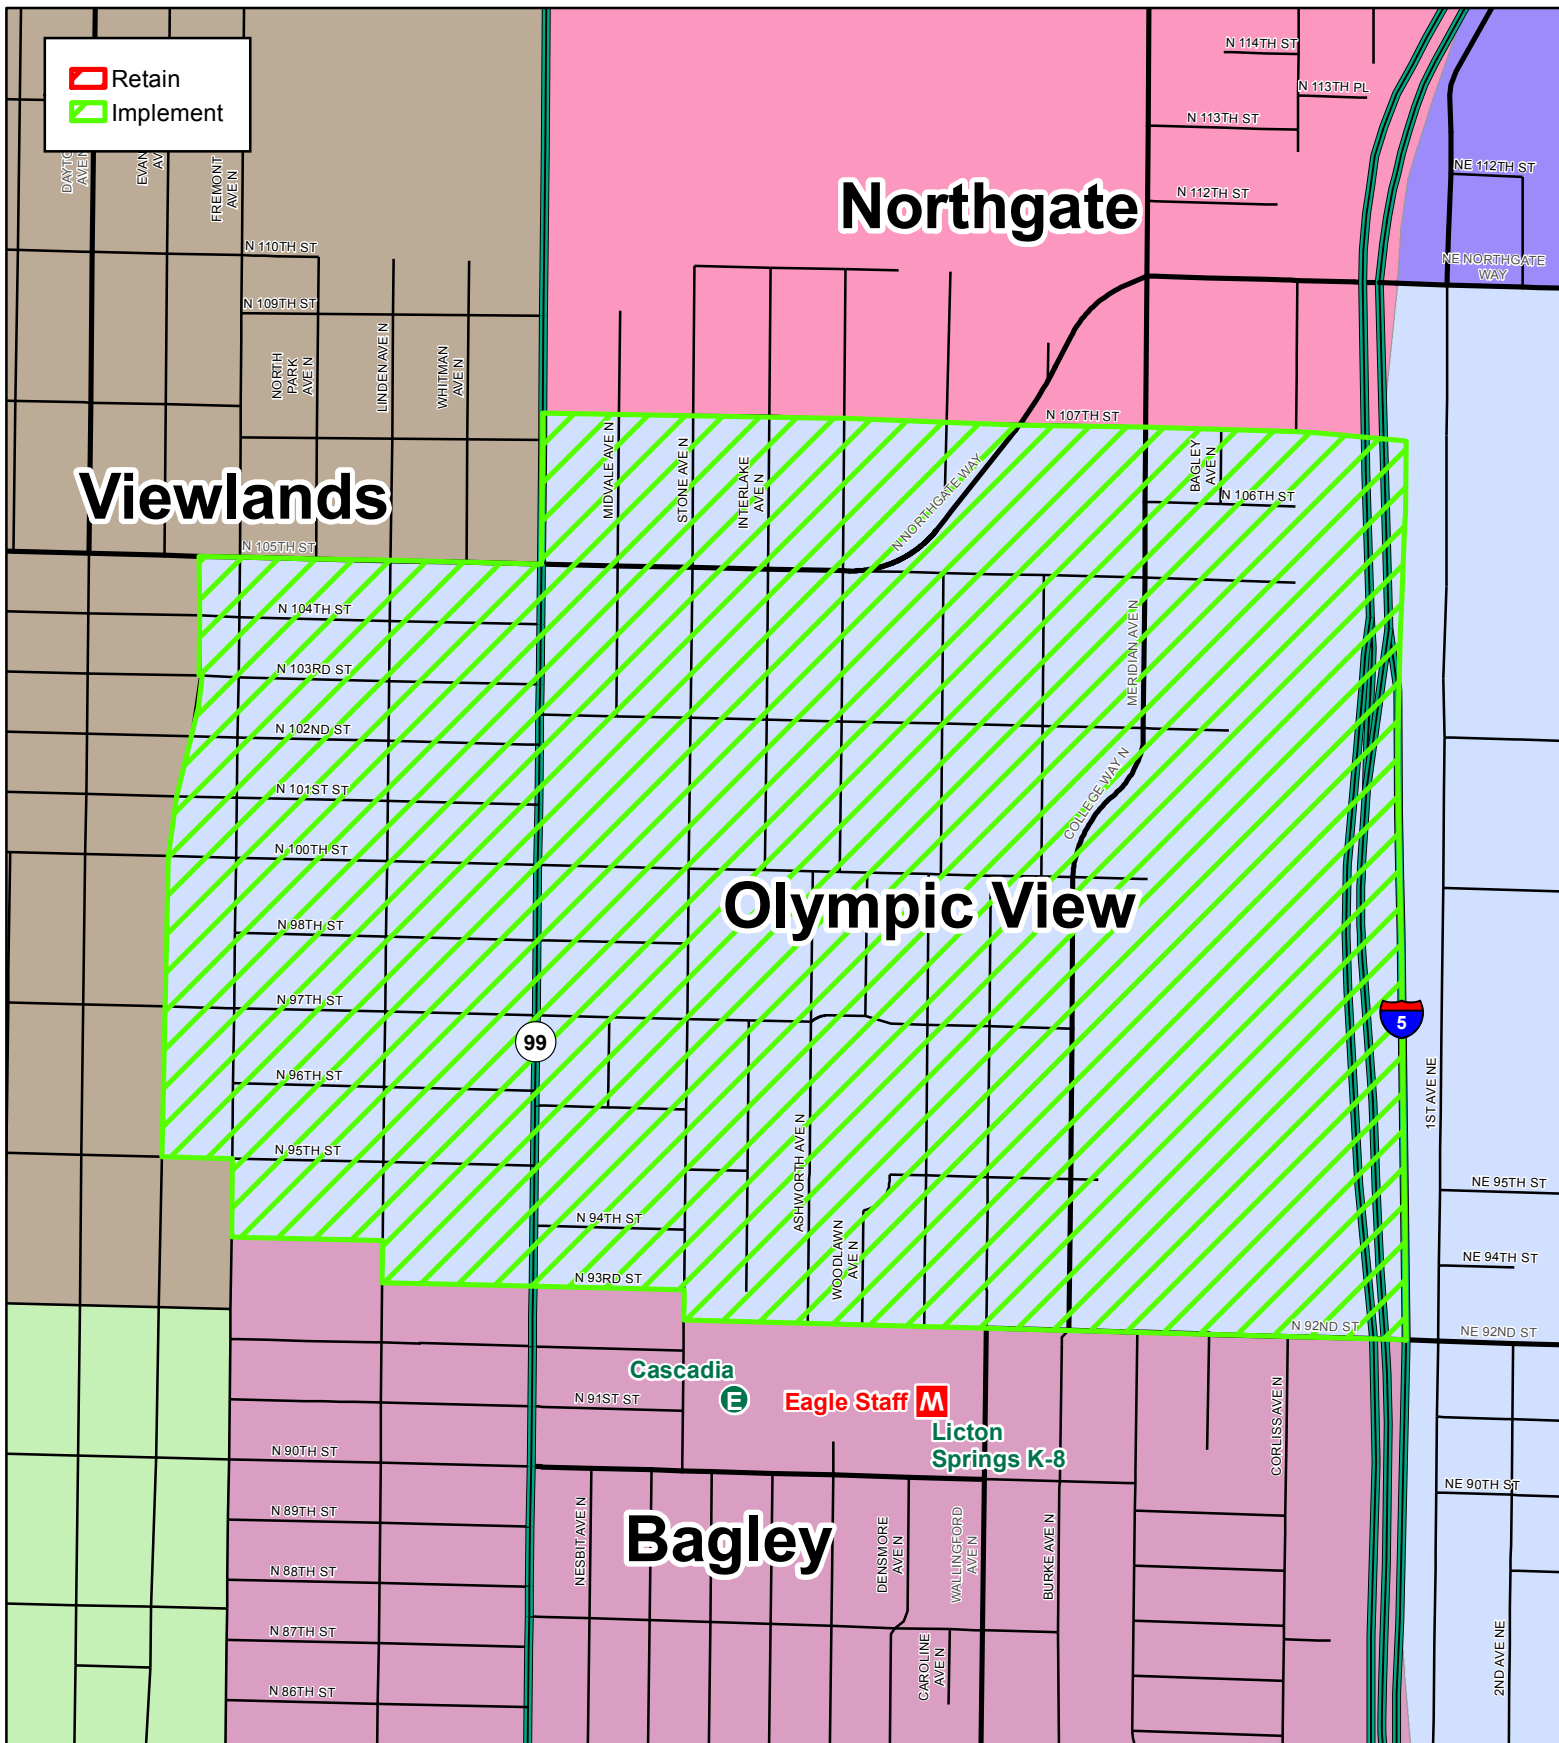 Retain
Implement
AVE N
AV
FREMONT
AVE N
N 114TH ST
N 113TH PL
N 113TH ST
NE 112TH ST
N 112TH ST
Northgate
N 110TH ST
NE NORTHGATE
WAY
N 109TH ST
NORTH
PARK
AVE N
LINDEN AVE N
WHITMAN
AVE N
N 107TH ST
MIDVALE AVE N
STONE AVE N
INTERLAKE
AVE N
N NORTHGATE WAY
BAGLEY
AVE N
N 106TH ST
Viewlands
N 105TH ST
N 104TH ST
MERIDIAN AVE N
N 103RD ST
N 102ND ST
COLLEGE WAY N
N 101ST ST
N 100TH ST
Olympic View
N 98TH ST
N 97TH ST
99
5
N 96TH ST
1ST AVE NE
N 95TH ST
ASHWORTH AVE N
NE 95TH ST
N 94TH ST
WOODLAWN
AVE N
NE 94TH ST
N 93RD ST
N 92ND ST
NE 92ND ST
Cascadia
E
Eagle Staff
M
N 91ST ST
Licton
Springs K-8
CORLISS AVE N
N 90TH ST
NE 90TH ST
N 89TH ST
NESBIT AVE N
Bagley
DENSMORE
AVE N
WALLINGFORD
AVE N
BURKE AVE N
N 88TH ST
N 87TH ST
CAROLINE
AVE N
2ND AVE NE
N 86TH ST